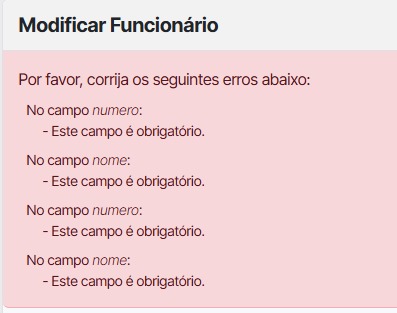 Modificar Funcionário
Por favor, corrija os seguintes erros abaixo:
No campo numero:
- Este campo é obrigatório.
No campo nome:
- Este campo é obrigatório.
No campo numero:
- Este campo é obrigatório.
No campo nome:
- Este campo é obrigatório.